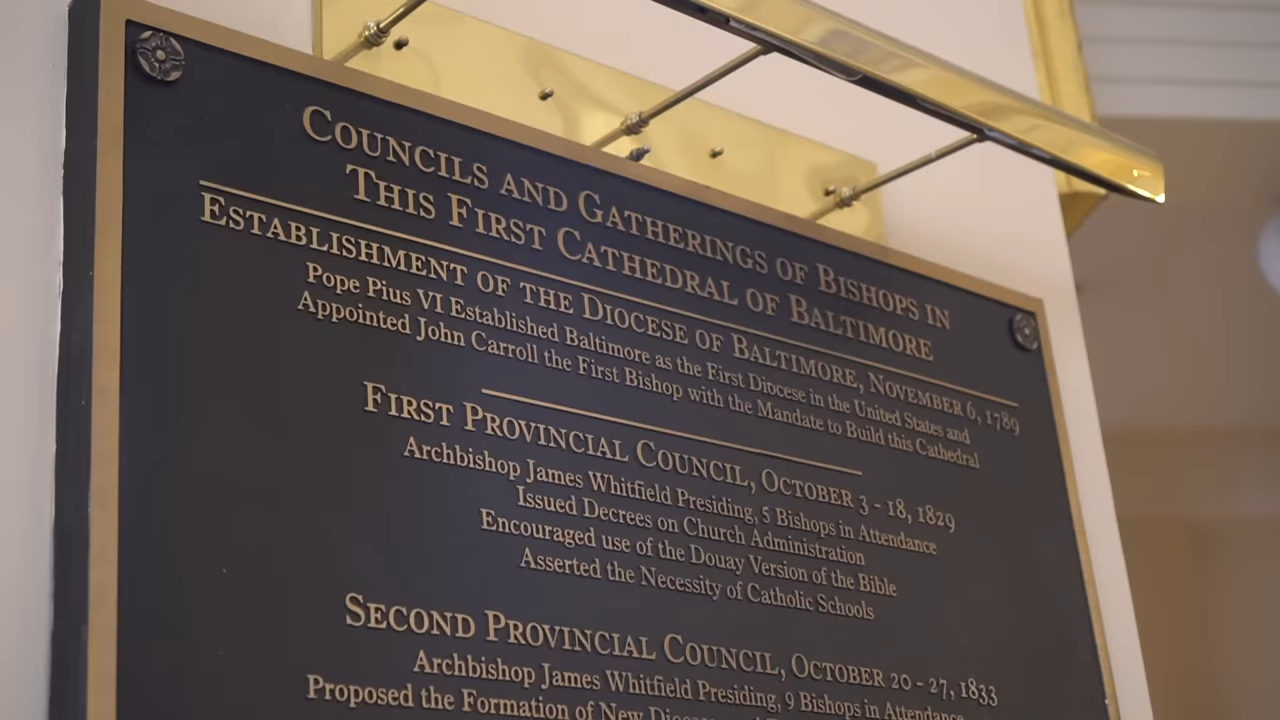 Councils and Gatherings of Bishops in
This First Cathedral of Baltimore
Establishment of the Diocese of Baltimore, November 6, 1789
Pope Pius VI Established Baltimore as the First Diocese in the United States and
Appointed John Carroll the First Bishop with the Mandate to Build this Cathedral
First Provincial Council, October 3 - 18, 1829
Archbishop James Whitfield Presiding, 5 Bishops in Attendance
Issued Decrees on Church Administration
Encouraged use of the Douay Version of the Bible
Asserted the Necessity of Catholic Schools
Second Provincial Council, October 20 - 27, 1833
Archbishop James Whitfield Presiding, 9 Bishops in Attendance
Proposed the Formation of New